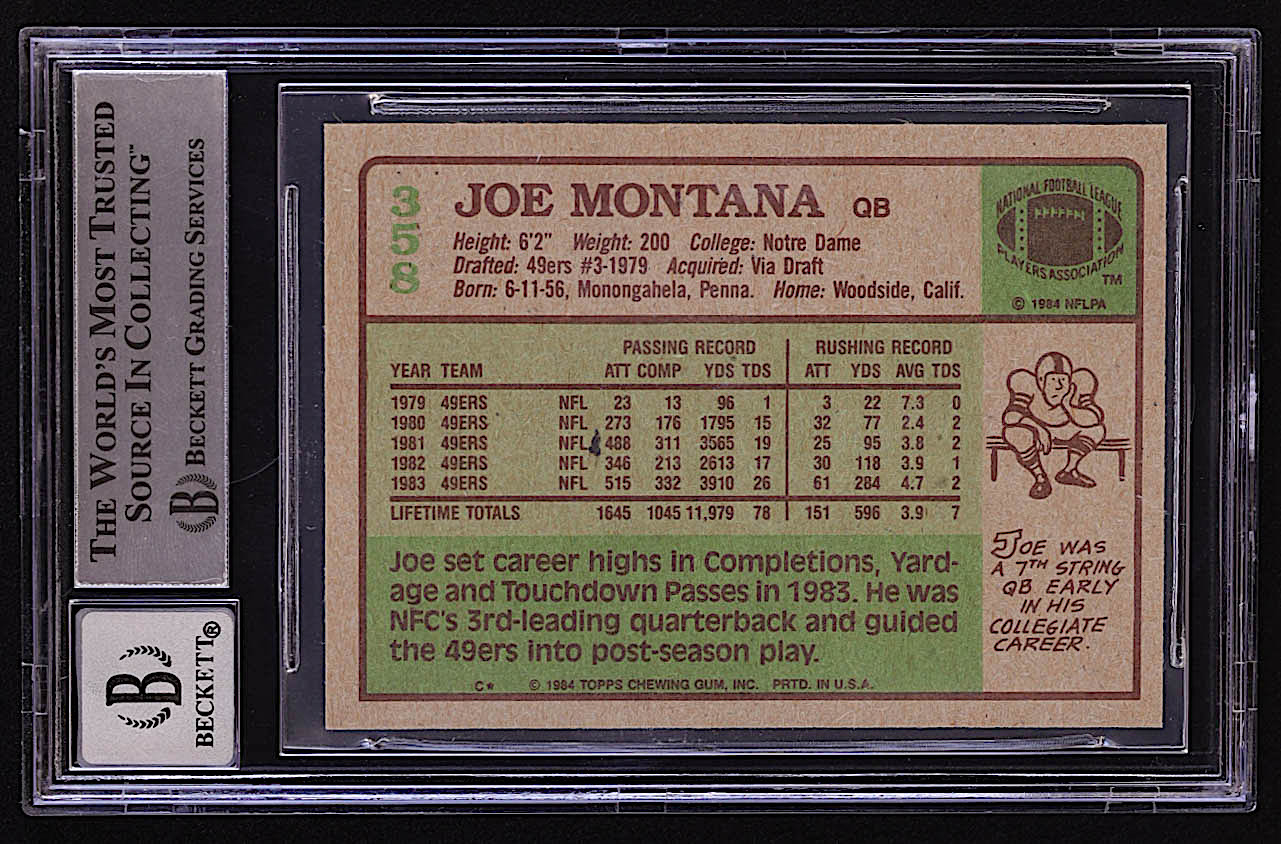 THE WORLD'S MOST TRUSTED
SOURCE IN COLLECTING™
B BECKETT GRADING SERVICES
B
BECKETT®
358
JOE MONTANA QB
Height: 6'2" Weight: 200 College: Notre Dame
Drafted: 49ers #3-1979 Acquired: Via Draft
Born: 6-11-56, Monongahela, Penna. Home: Woodside, Calif.
NATIONAL FOOTBALL LEAGUE
PLAYERS ASSOCIATION
TM
© 1984 NFLPA
PASSING RECORD RUSHING RECORD
YEAR TEAM ATT COMP YDS TDS ATT YDS AVG TDS
1979 49ERS NFL 23 13 96 1 3 22 7.3 0
1980 49ERS NFL 273 176 1795 15 32 77 2.4 2
1981 49ERS NFL 488 311 3565 19 25 95 3.8 2
1982 49ERS NFL 346 213 2613 17 30 118 3.9 1
1983 49ERS NFL 515 332 3910 26 61 284 4.7 2
LIFETIME TOTALS 1645 1045 11,979 78 151 596 3.9 7
Joe set career highs in Completions, Yard-
age and Touchdown Passes in 1983. He was
NFC's 3rd-leading quarterback and guided
the 49ers into post-season play.
C* © 1984 TOPPS CHEWING GUM, INC. PRTD. IN U.S.A.
JOE WAS
A 7TH STRING
QB EARLY
IN HIS
COLLEGIATE
CAREER.